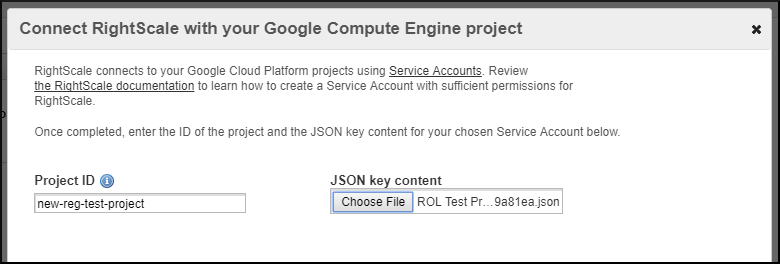 Connect RightScale with your Google Compute Engine project
RightScale connects to your Google Cloud Platform projects using Service Accounts. Review
the RightScale documentation to learn how to create a Service Account with sufficient permissions for
RightScale.
Once completed, enter the ID of the project and the JSON key content for your chosen Service Account below.
Project ID
JSON key content
new-reg-test-project
Choose File ROL Test Pr...9a81ea.json